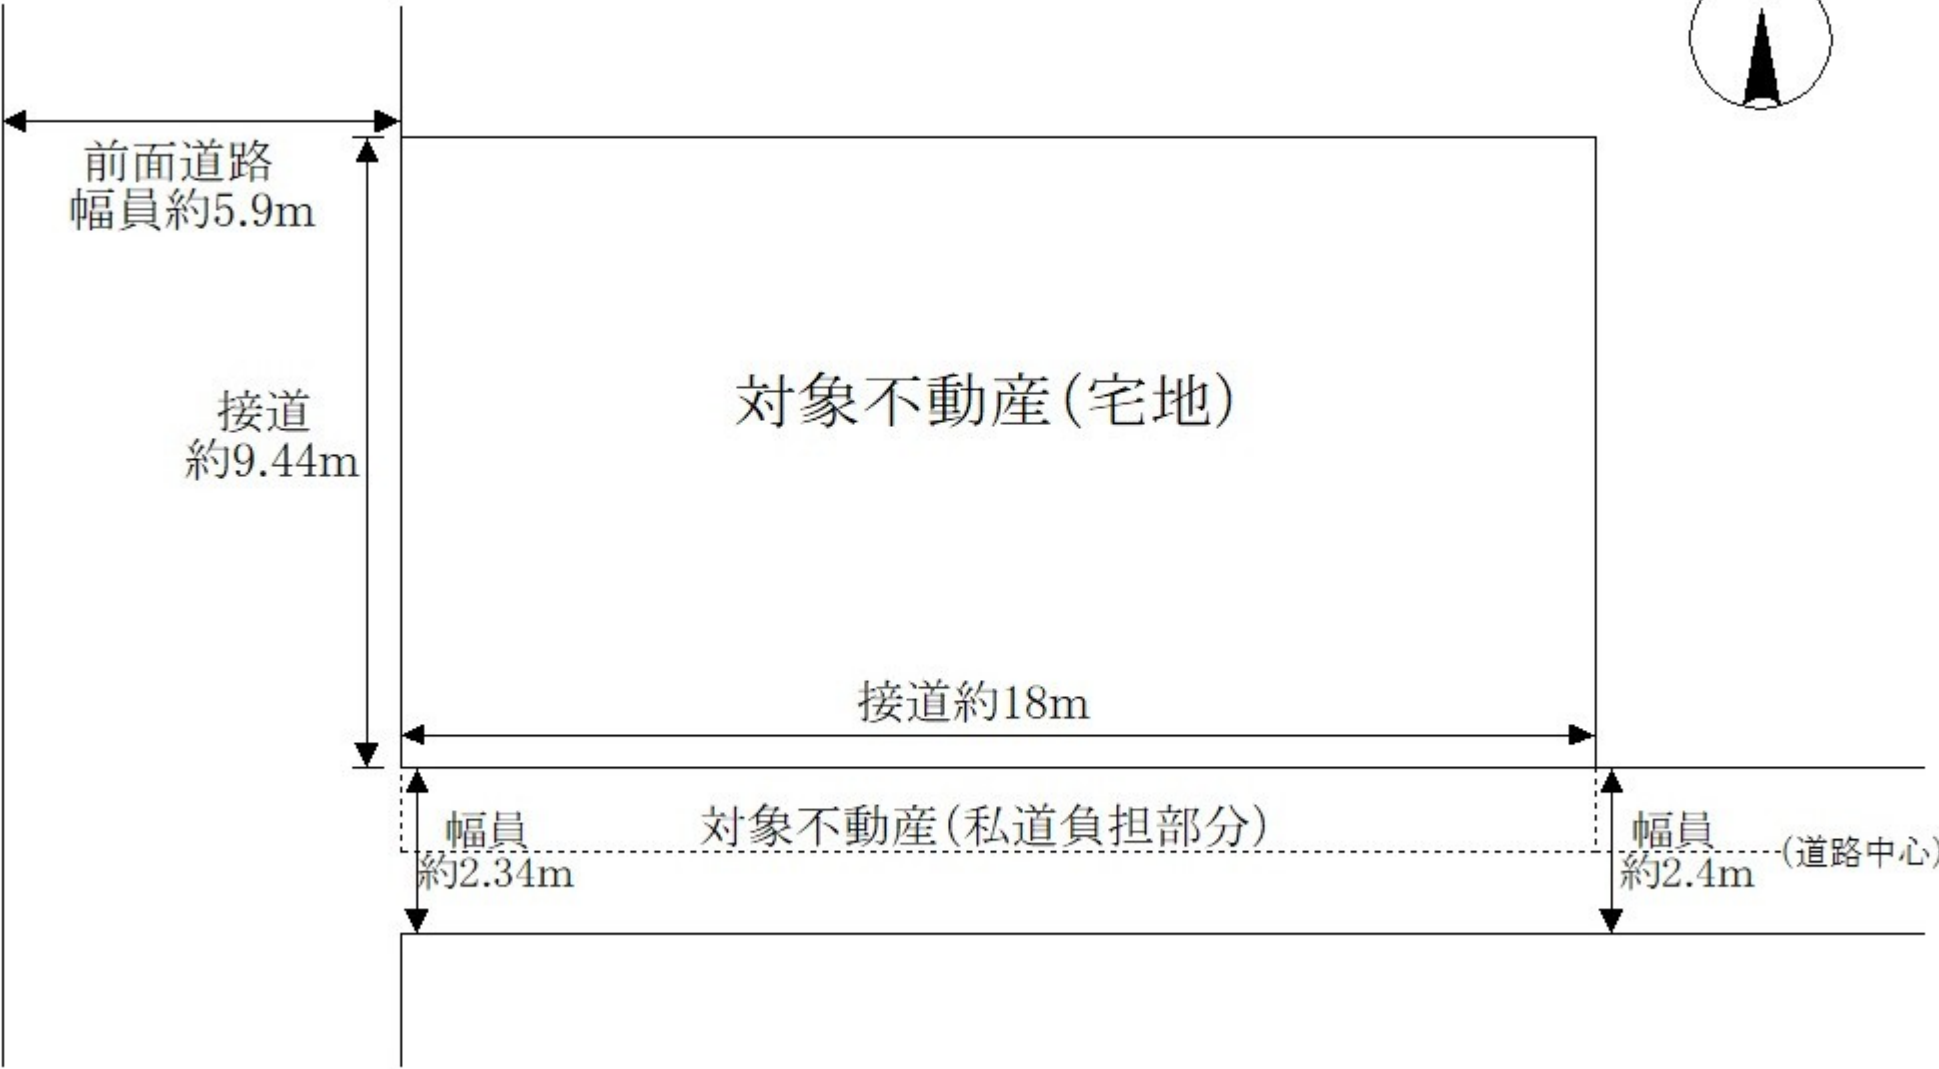 前面道路
幅員約5.9m
接道
約9.44m
対象不動産(宅地)
接道約18m
幅員
約2.34m
対象不動産(私道負担部分)
幅員
約2.4m
(道路中心)